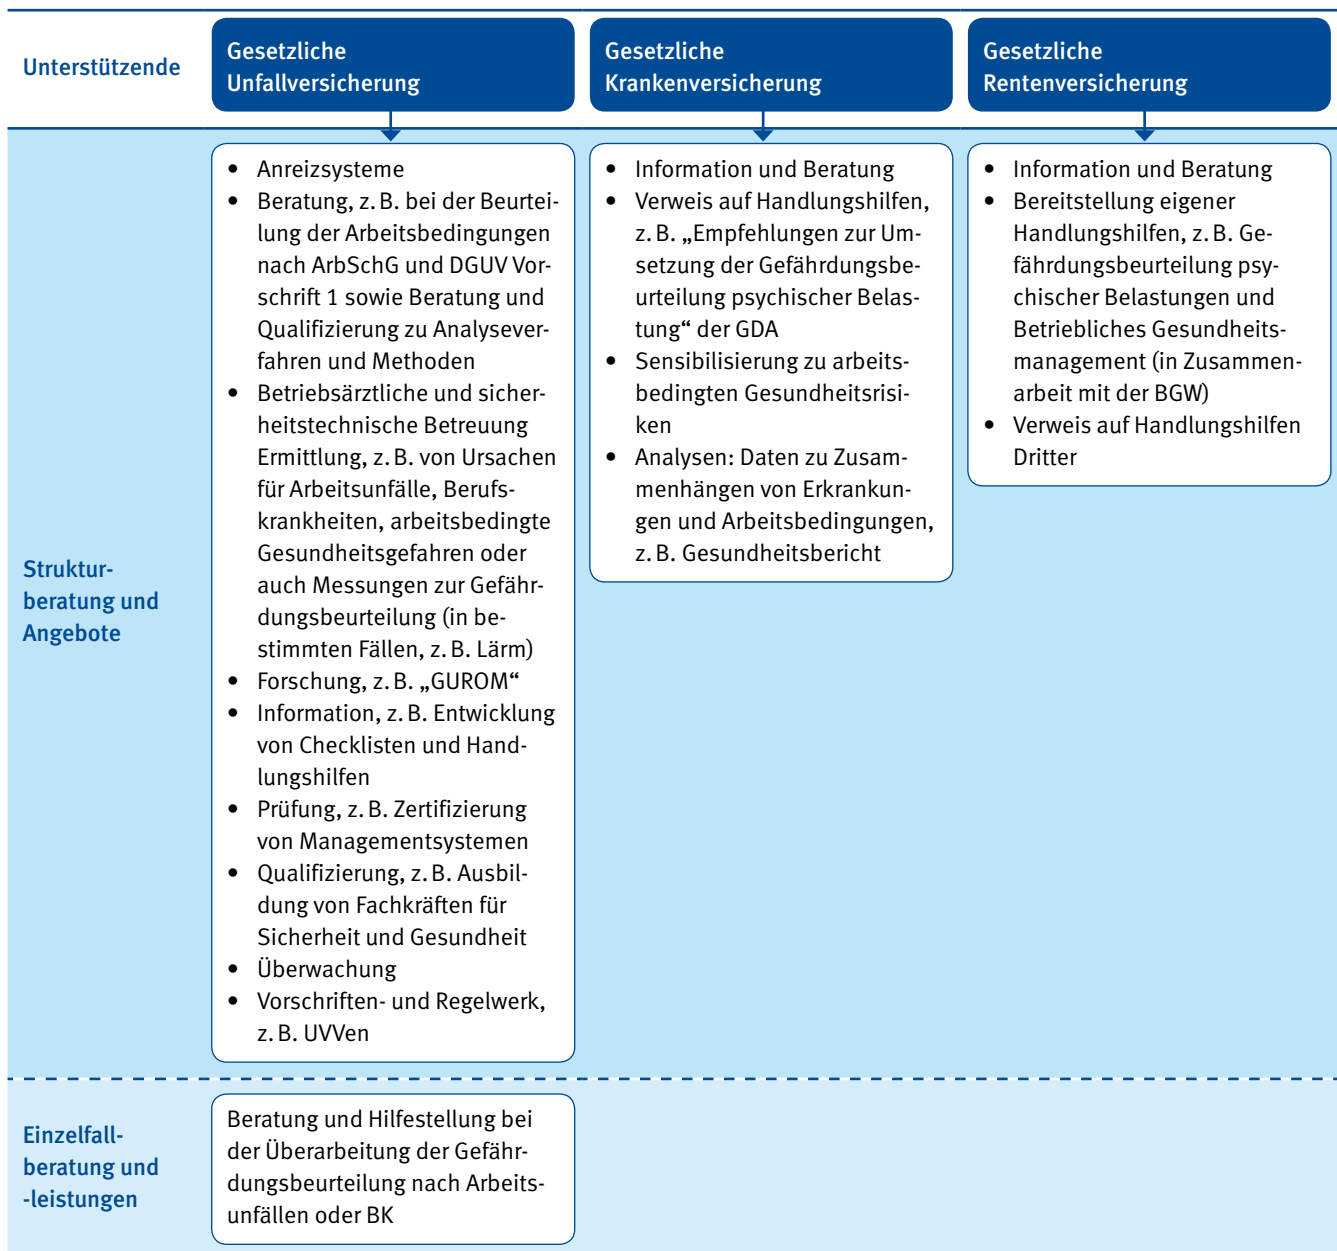 Unterstützende
Gesetzliche
Unfallversicherung
Gesetzliche
Krankenversicherung
Gesetzliche
Rentenversicherung
Struktur-
beratung und
Angebote
• Anreizsysteme
• Beratung, z. B. bei der Beurtei-
lung der Arbeitsbedingungen
nach ArbSchG und DGUV Vor-
schrift 1 sowie Beratung und
Qualifizierung zu Analysever-
fahren und Methoden
• Betriebsärztliche und sicher-
heitstechnische Betreuung
Ermittlung, z. B. von Ursachen
für Arbeitsunfälle, Berufs-
krankheiten, arbeitsbedingte
Gesundheitsgefahren oder
auch Messungen zur Gefähr-
dungsbeurteilung (in be-
stimmten Fällen, z. B. Lärm)
• Forschung, z. B. „GUROM“
• Information, z. B. Entwicklung
von Checklisten und Hand-
lungshilfen
• Prüfung, z. B. Zertifizierung
von Managementsystemen
• Qualifizierung, z. B. Ausbil-
dung von Fachkräften für
Sicherheit und Gesundheit
• Überwachung
• Vorschriften- und Regelwerk,
z. B. UVVen
• Information und Beratung
• Verweis auf Handlungshilfen,
z. B. „Empfehlungen zur Um-
setzung der Gefährdungsbe-
urteilung psychischer Belas-
tung“ der GDA
• Sensibilisierung zu arbeits-
bedingten Gesundheitsrisi-
ken
• Analysen: Daten zu Zusam-
menhängen von Erkrankun-
gen und Arbeitsbedingungen,
z. B. Gesundheitsbericht
• Information und Beratung
• Bereitstellung eigener
Handlungshilfen, z. B. Ge-
fährdungsbeurteilung psy-
chischer Belastungen und
Betriebliches Gesundheits-
management (in Zusammen-
arbeit mit der BGW)
• Verweis auf Handlungshilfen
Dritter
Einzelfall-
beratung und
-leistungen
Beratung und Hilfestellung bei
der Überarbeitung der Gefähr-
dungsbeurteilung nach Arbeits-
unfällen oder BK